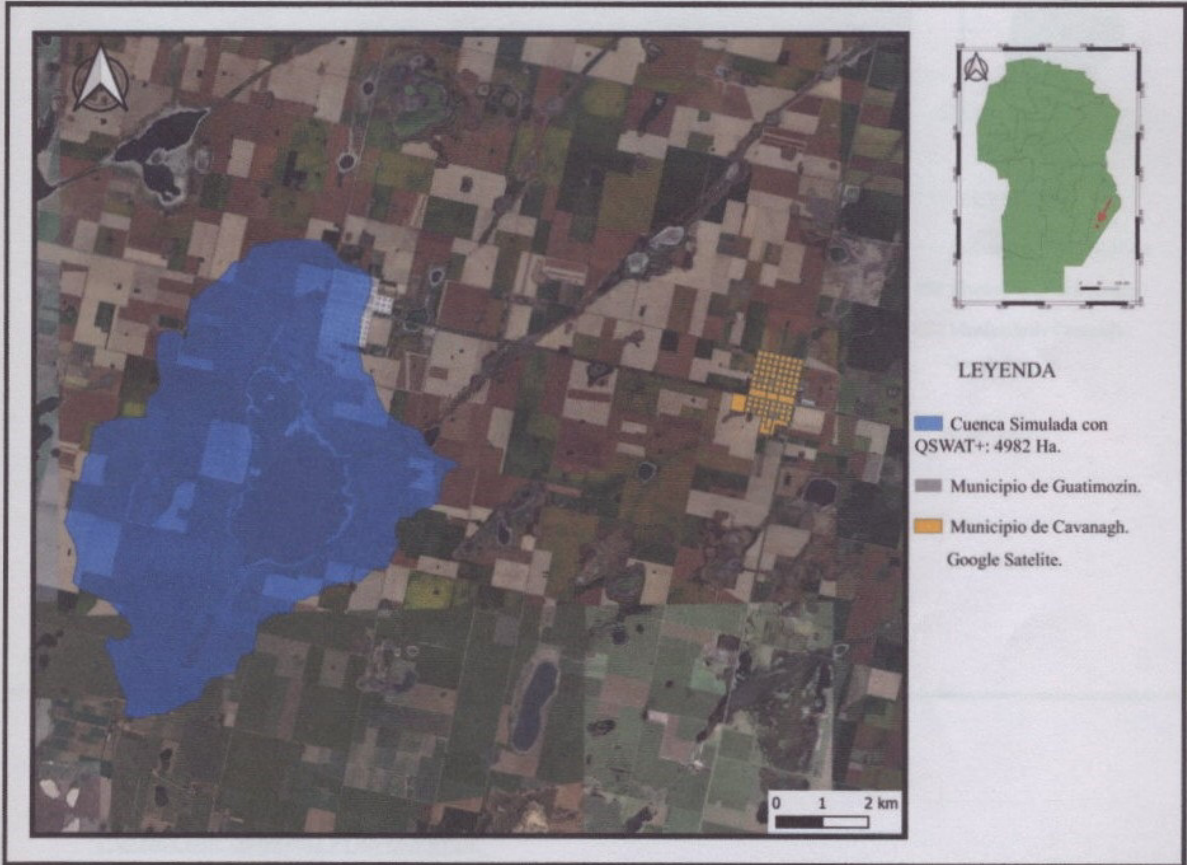 LEYENDA
Cuenca Simulada con
QSWAT+: 4982 Ha.
Municipio de Guatimozin.
Municipio de Cavanagh.
Google Satelite.
0 1 2 km